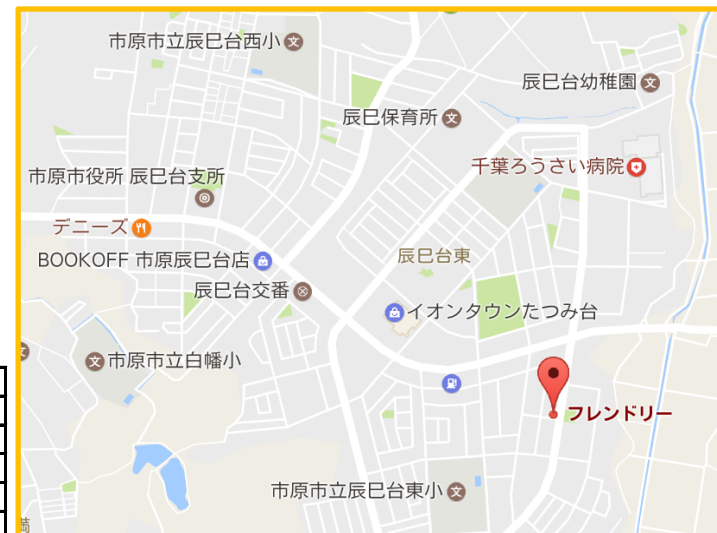 市原市立辰巳台西小
辰巳台幼稚園
辰巳保育所
千葉ろうさい病院
市原市役所 辰巳台支所
デニーズ
BOOKOFF 市原辰巳台店
辰巳台東
辰巳台交番
イオンタウンたつみ台
市原市立白幡小
フレンドリー
市原市立辰巳台東小
満